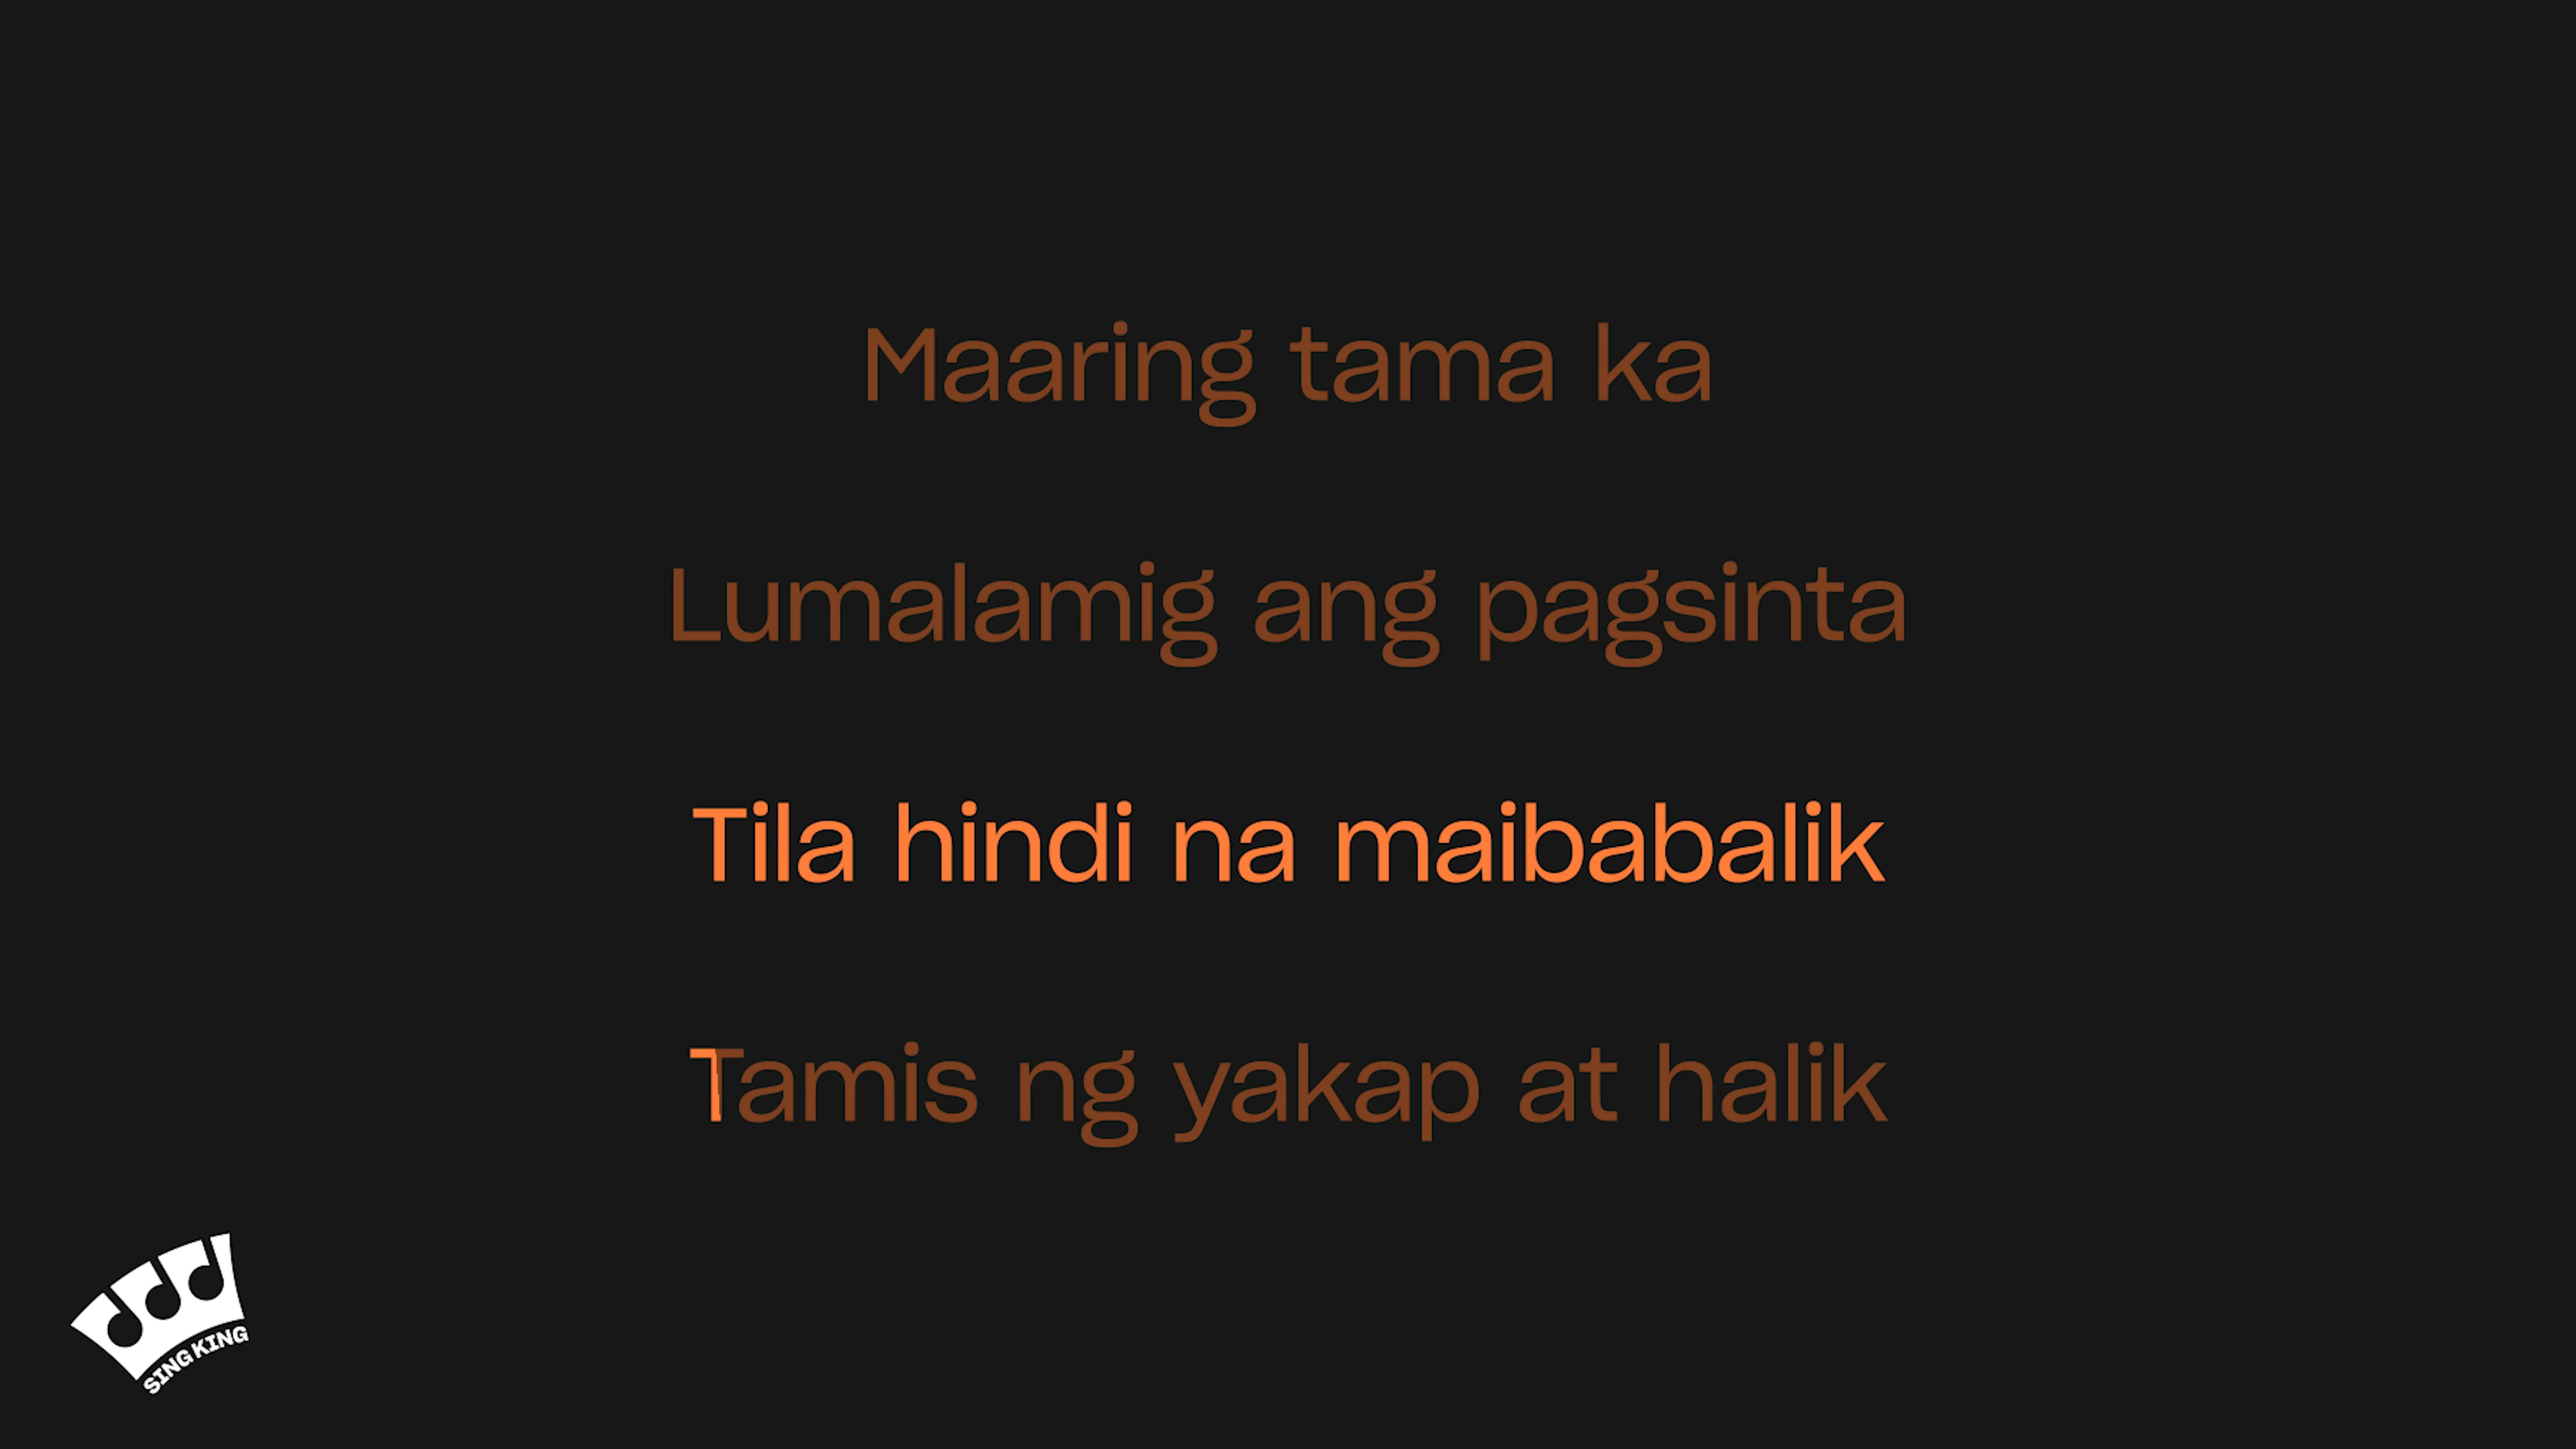 Maaring tama ka
Lumalamig ang pagsinta
Tila hindi na maibabalik
Tamis ng yakap at halik
SING KING